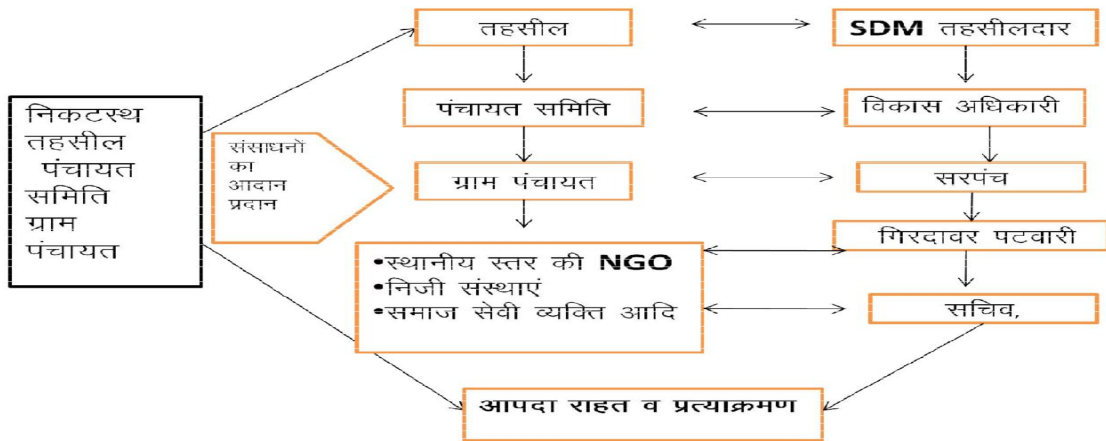 तहसील
SDM तहसीलदार
निकटस्थ
तहसील
पंचायत
समिति
ग्राम
पंचायत
संसाधनों
का
आदान
प्रदान
पंचायत समिति
विकास अधिकारी
ग्राम पंचायत
सरपंच
गिरदावर पटवारी
•स्थानीय स्तर की NGO
•निजी संस्थाएं
•समाज सेवी व्यक्ति आदि
सचिव,
आपदा राहत व प्रत्याक्रमण